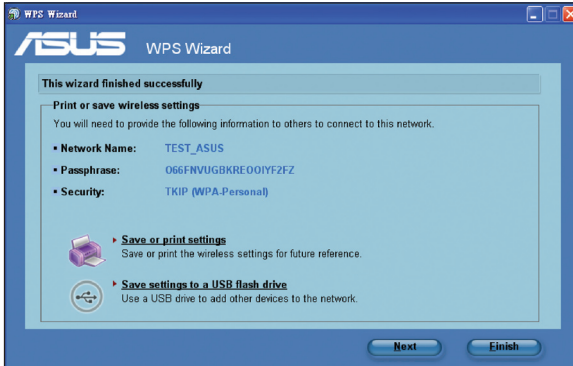 WPS Wizard
ASUS WPS Wizard
This wizard finished successfully
Print or save wireless settings
You will need to provide the following information to others to connect to this network.
Network Name: TEST_ASUS
Passphrase: O66FNVUGBKREOOIYF2FZ
Security: TKIP (WPA-Personal)
Save or print settings
Save or print the wireless settings for future reference.
Save settings to a USB flash drive
Use a USB drive to add other devices to the network.
Next Finish